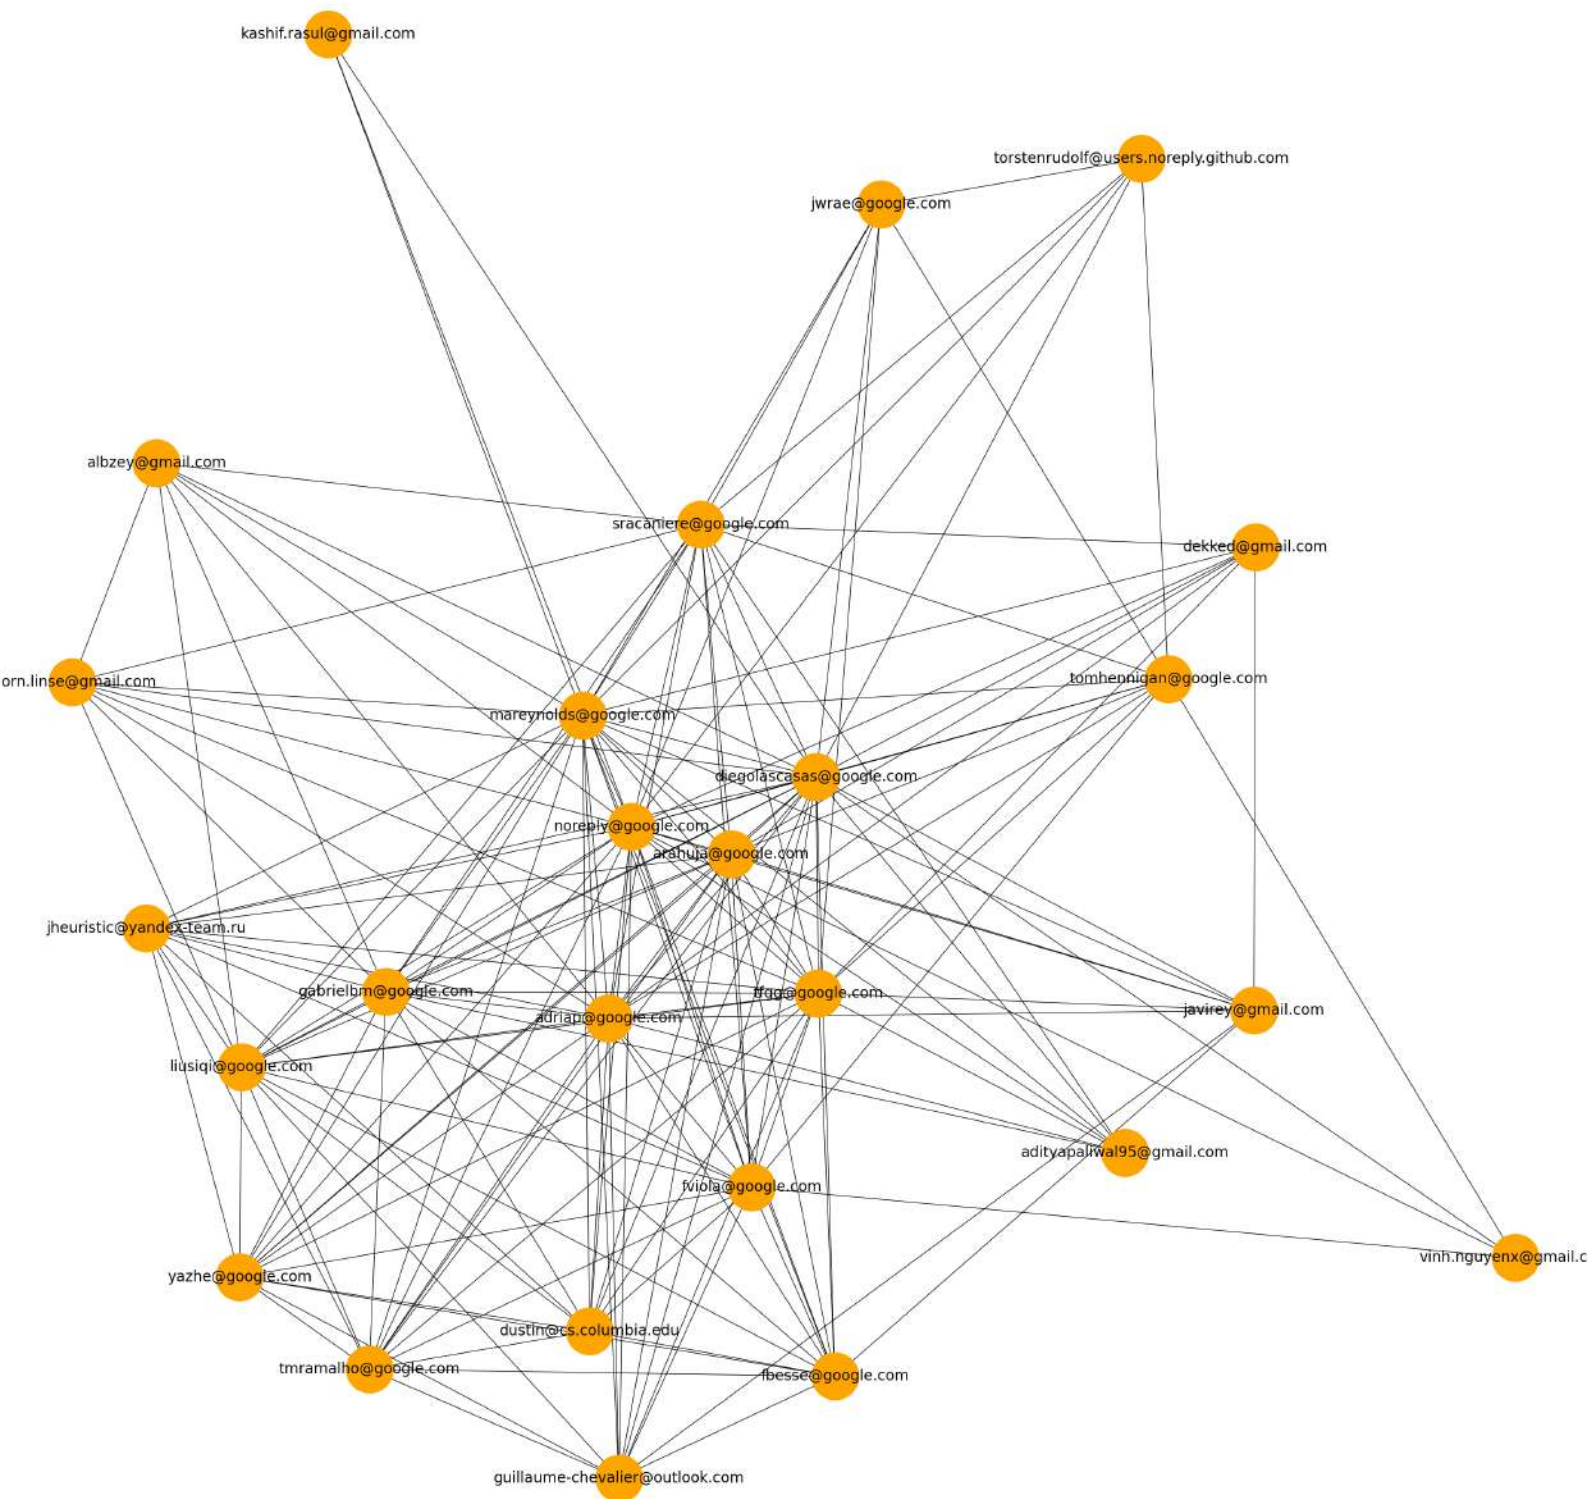 kashif.rasul@gmail.com
torstenrudolf@users.noreply.github.com
jwrae@google.com
albzey@gmail.com
sracaniere@google.com
dekked@gmail.com
orn.linse@gmail.com
tomhennigan@google.com
mareynolds@google.com
diegolascasas@google.com
noreply@google.com
arahuja@google.com
jheuristic@yandex-team.ru
gabrielbm@google.com
adriap@google.com
javirey@gmail.com
liusiqi@google.com
adityapaliwal95@gmail.com
fviola@google.com
vinh.nguyenx@gmail.c
yazhe@google.com
dustin@cs.columbia.edu
tmramalho@google.com
fbesse@google.com
guillaume-chevalier@outlook.com